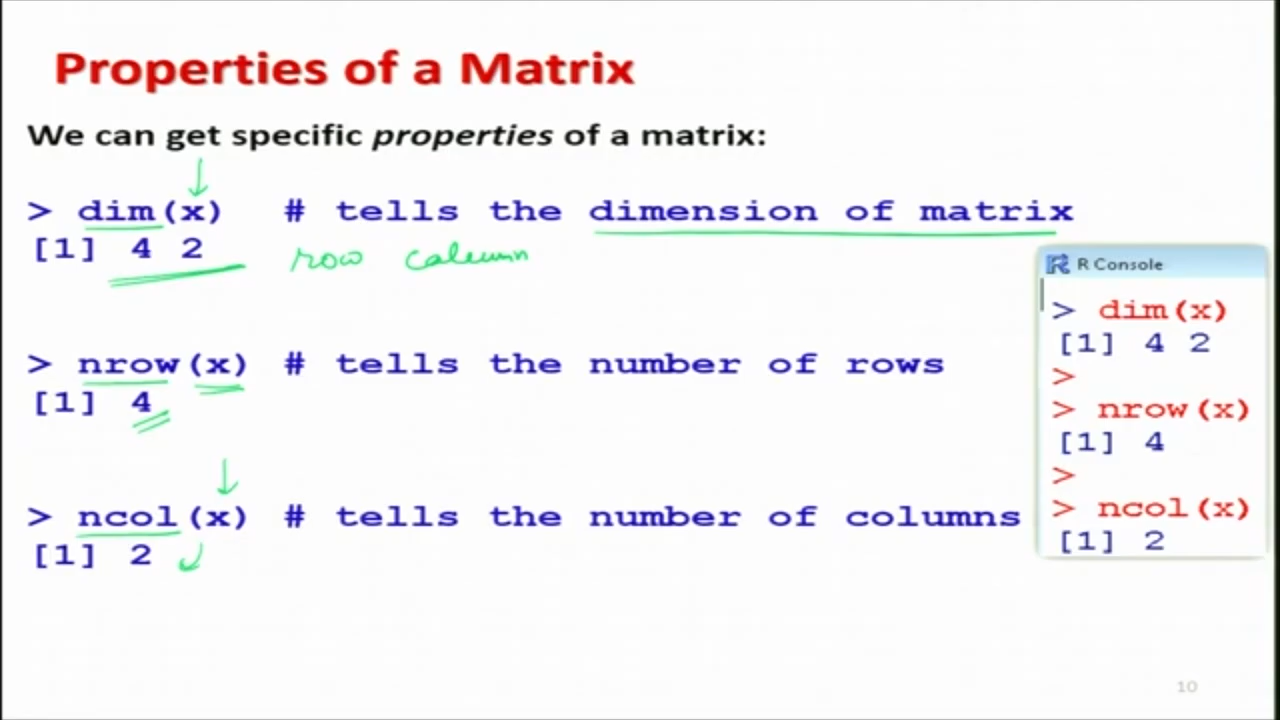 Properties of a Matrix
We can get specific properties of a matrix:
> dim(x) # tells the dimension of matrix
[1] 4 2 row column
> nrow(x) # tells the number of rows
[1] 4
> ncol(x) # tells the number of columns
[1] 2
R Console
> dim(x)
[1] 4 2
>
> nrow(x)
[1] 4
>
> ncol(x)
[1] 2
10